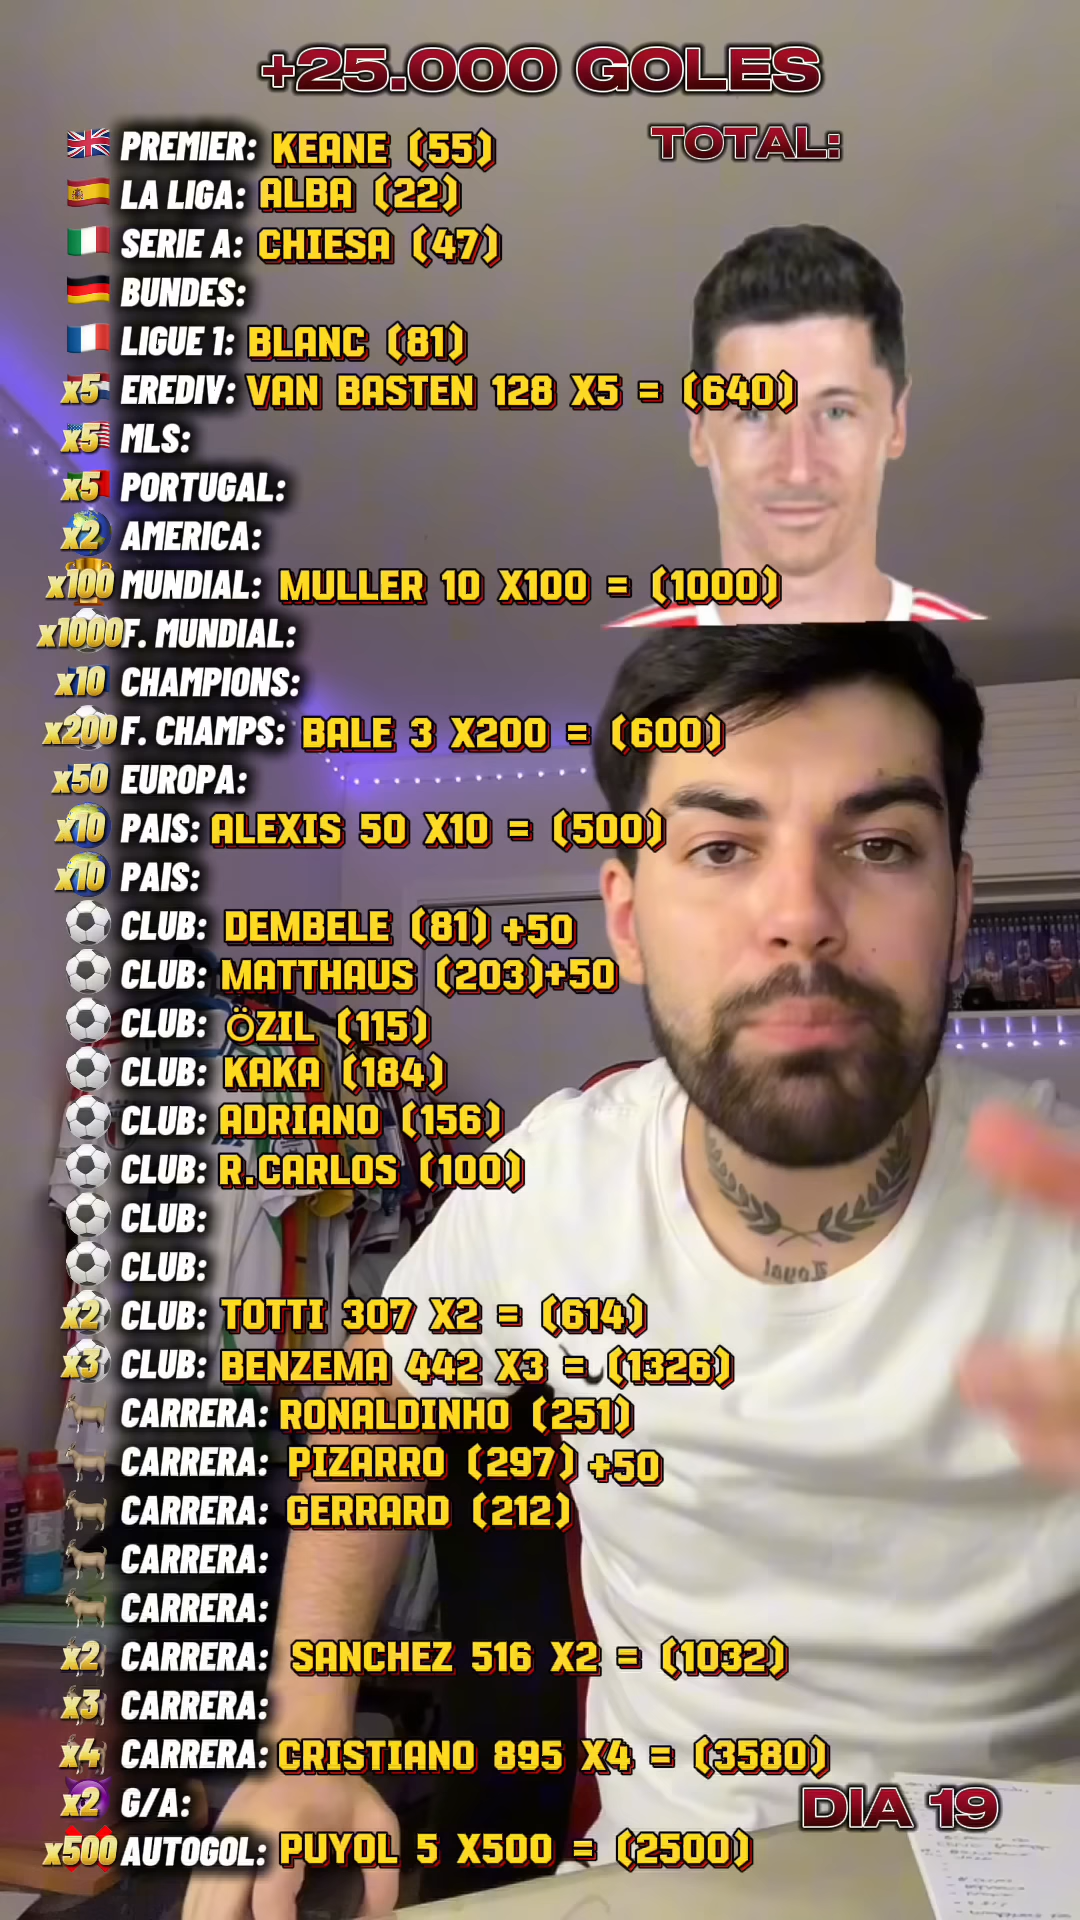 +25.000 GOLES
TOTAL:
PREMIER: KEANE (55)
LA LIGA: ALBA (22)
SERIE A: CHIESA (47)
BUNDES:
LIGUE 1: BLANC (81)
x5 EREDIV: VAN BASTEN 128 X5 = (640)
x5 MLS:
x5 PORTUGAL:
x2 AMERICA:
x100 MUNDIAL: MULLER 10 X100 = (1000)
x1000 F. MUNDIAL:
x10 CHAMPIONS:
x200 F. CHAMPS: BALE 3 X200 = (600)
x50 EUROPA:
x10 PAIS: ALEXIS 50 X10 = (500)
x10 PAIS:
CLUB: DEMBELE (81) +50
CLUB: MATTHAUS (203)+50
CLUB: ÖZIL (115)
CLUB: KAKA (184)
CLUB: ADRIANO (156)
CLUB: R.CARLOS (100)
CLUB:
CLUB:
x2 CLUB: TOTTI 307 X2 = (614)
x3 CLUB: BENZEMA 442 X3 = (1326)
CARRERA: RONALDINHO (251)
CARRERA: PIZARRO (297) +50
CARRERA: GERRARD (212)
CARRERA:
CARRERA:
x2 CARRERA: SANCHEZ 516 X2 = (1032)
x3 CARRERA:
x4 CARRERA: CRISTIANO 895 X4 = (3580)
x2 G/A:
DIA 19
x500 AUTOGOL: PUYOL 5 X500 = (2500)
Loyal
PRIME